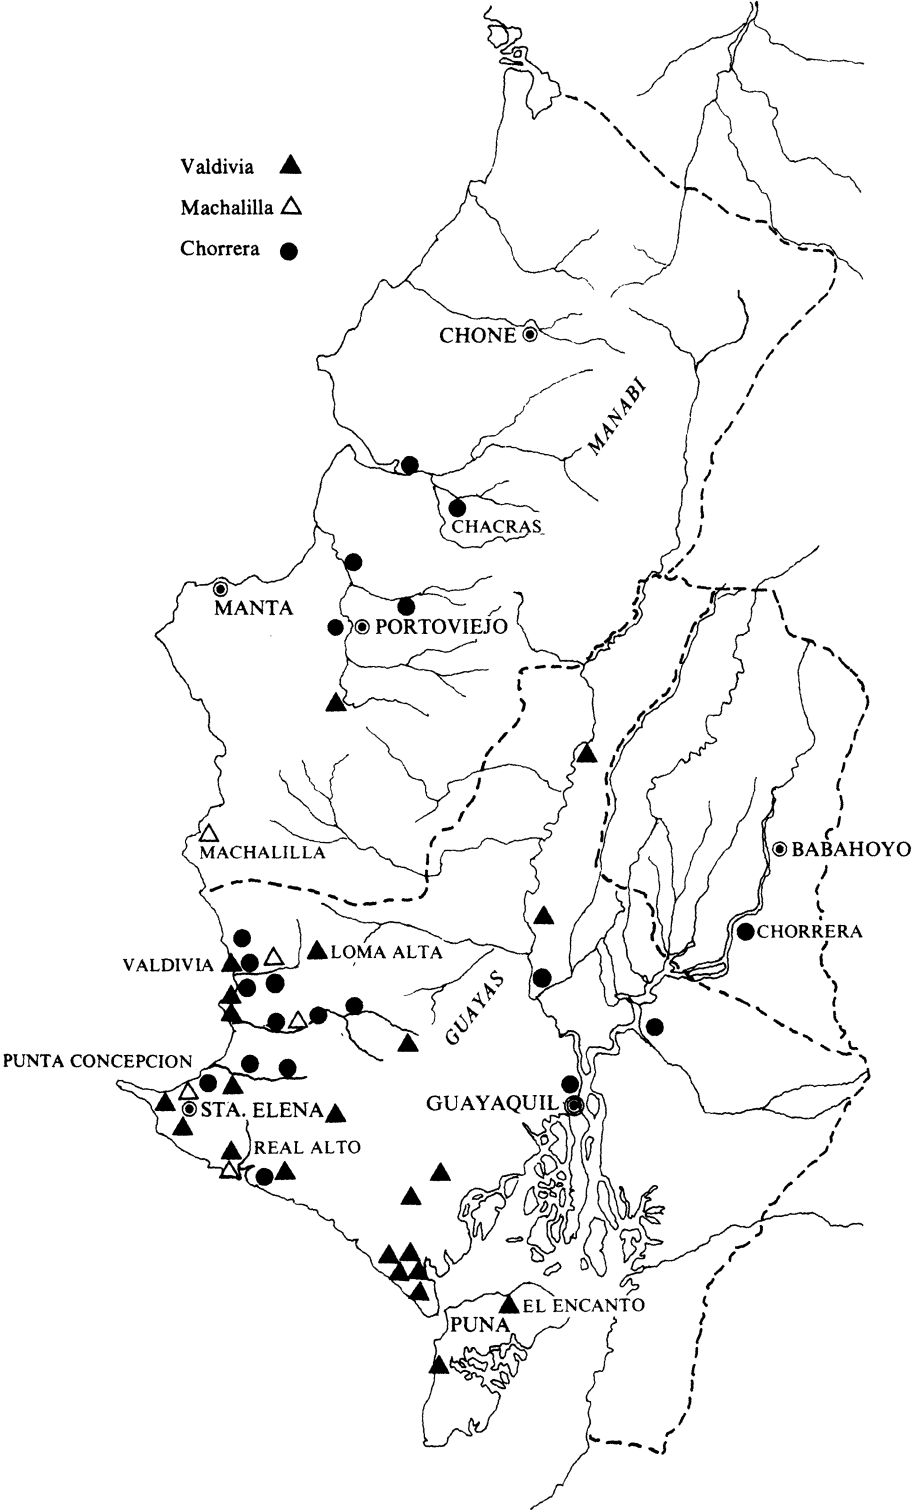 Valdivia
Machalilla
Chorrera
CHONE
MANABI
CHACRAS
MANTA
PORTOVIEJO
MACHALILLA
BABAHOYO
CHORRERA
LOMA ALTA
VALDIVIA
GUAYAS
PUNTA CONCEPCION
STA. ELENA
GUAYAQUIL
REAL ALTO
EL ENCANTO
PUNA